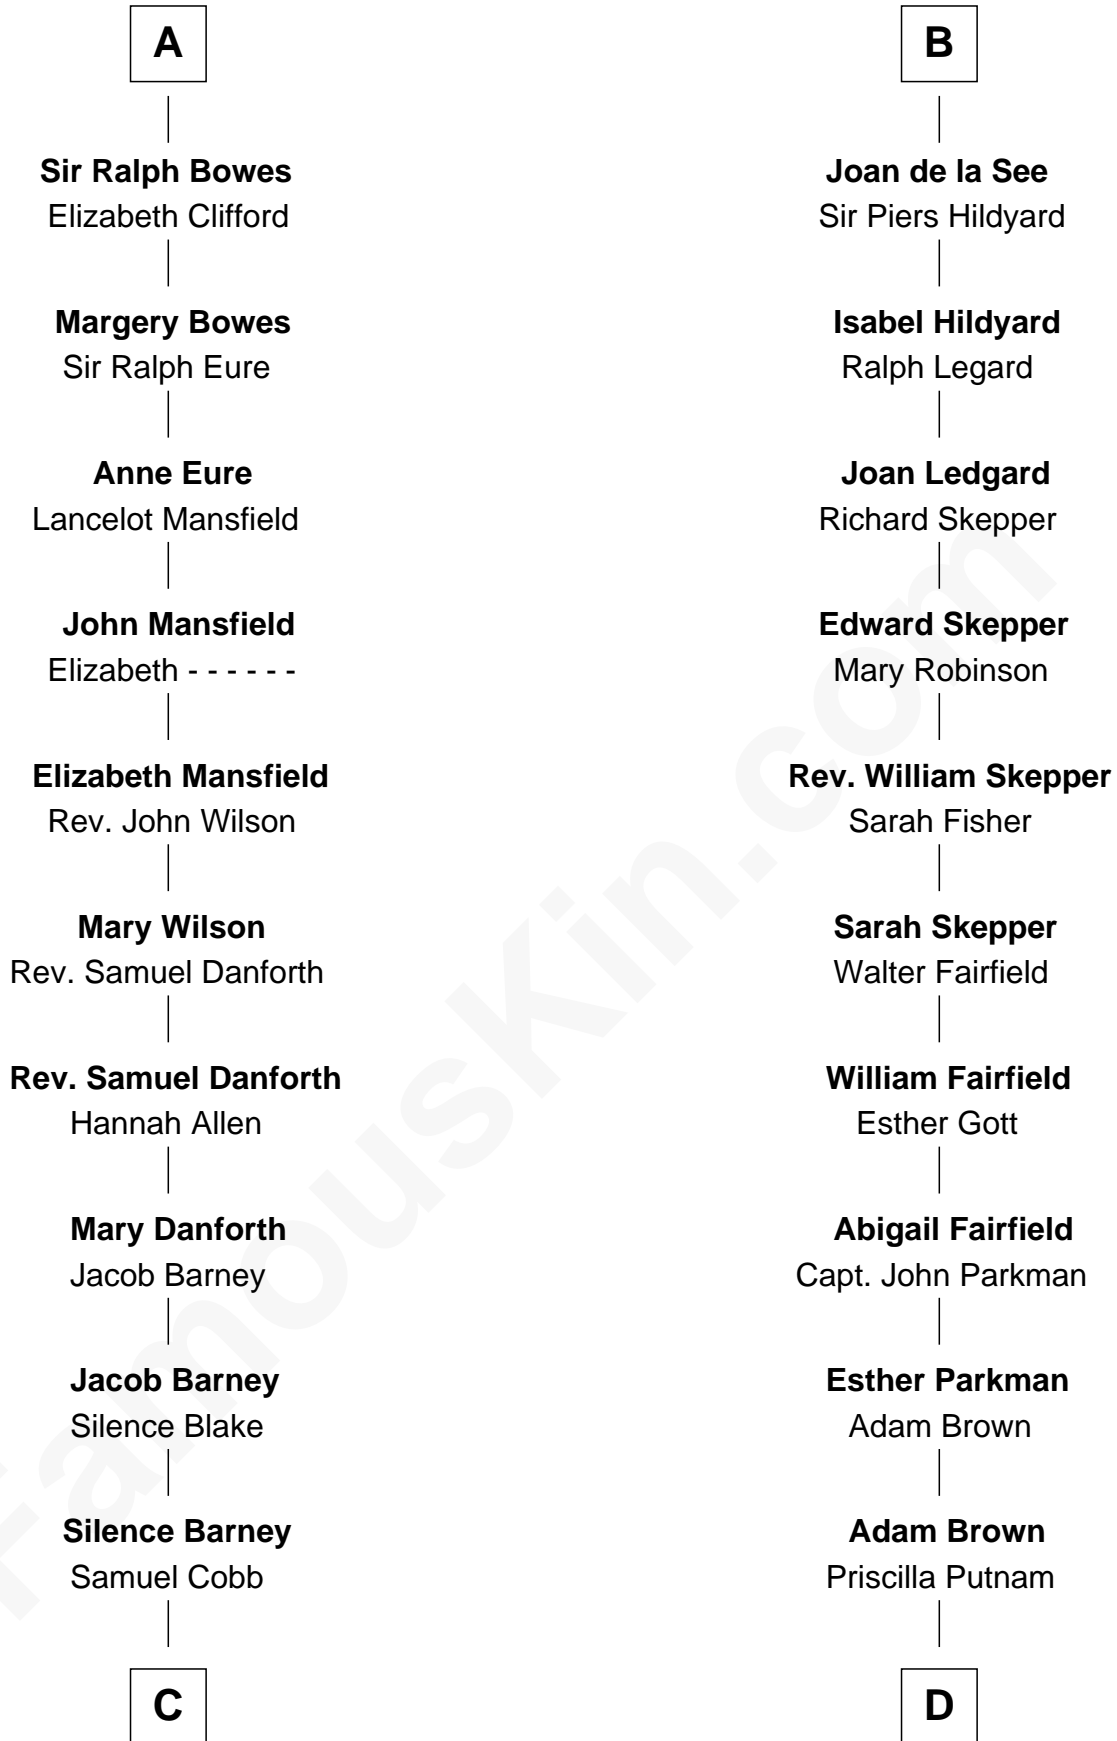 A
Sir Ralph Bowes
Elizabeth Clifford
Margery Bowes
Sir Ralph Eure
Anne Eure
Lancelot Mansfield
John Mansfield
Elizabeth - - - - - -
Elizabeth Mansfield
Rev. John Wilson
Mary Wilson
Rev. Samuel Danforth
Rev. Samuel Danforth
Hannah Allen
Mary Danforth
Jacob Barney
Jacob Barney
Silence Blake
Silence Barney
Samuel Cobb
C
B
Joan de la See
Sir Piers Hildyard
Isabel Hildyard
Ralph Legard
Joan Ledgard
Richard Skepper
Edward Skepper
Mary Robinson
Rev. William Skepper
Sarah Fisher
Sarah Skepper
Walter Fairfield
William Fairfield
Esther Gott
Abigail Fairfield
Capt. John Parkman
Esther Parkman
Adam Brown
Adam Brown
Priscilla Putnam
D
FamousKin.com